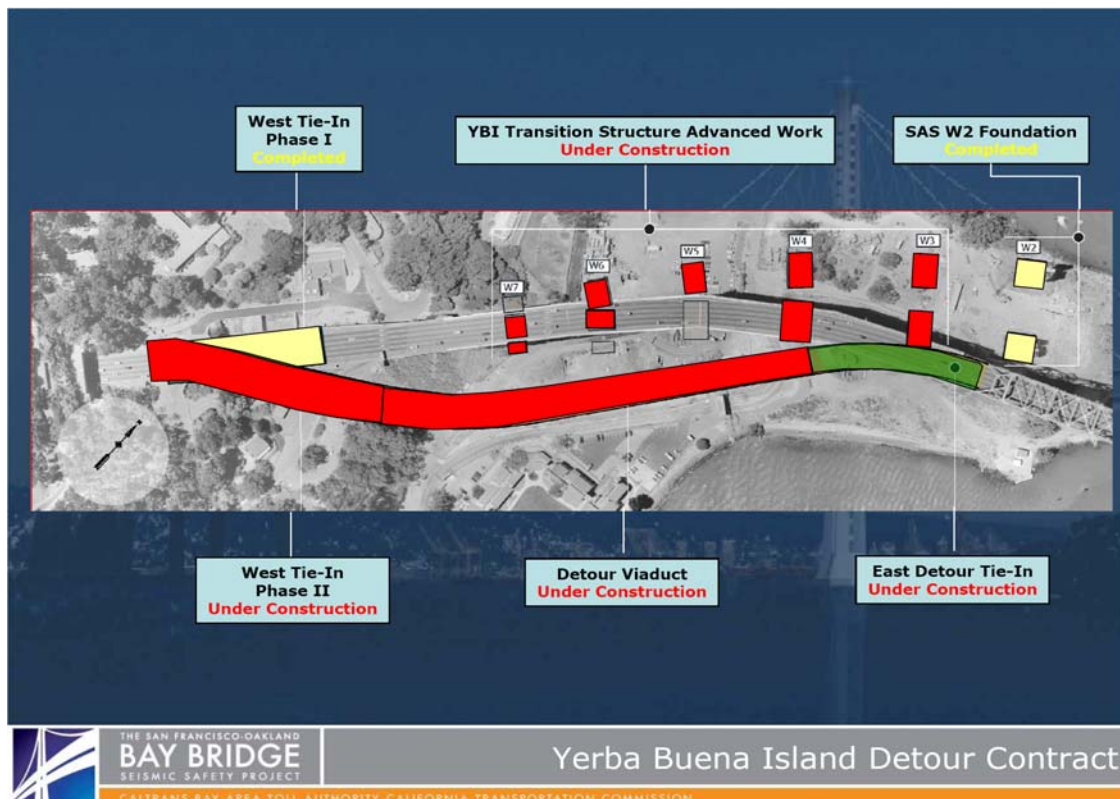 West Tie-In
Phase I
Completed
YBI Transition Structure Advanced Work
Under Construction
SAS W2 Foundation
Completed
W7
W6
W5
W4
W3
W2
West Tie-In
Phase II
Under Construction
Detour Viaduct
Under Construction
East Detour Tie-In
Under Construction
THE SAN FRANCISCO-OAKLAND
BAY BRIDGE
SEISMIC SAFETY PROJECT
Yerba Buena Island Detour Contract
CALTRANS BAY AREA TOLL AUTHORITY CALIFORNIA TRANSPORTATION COMMISSION